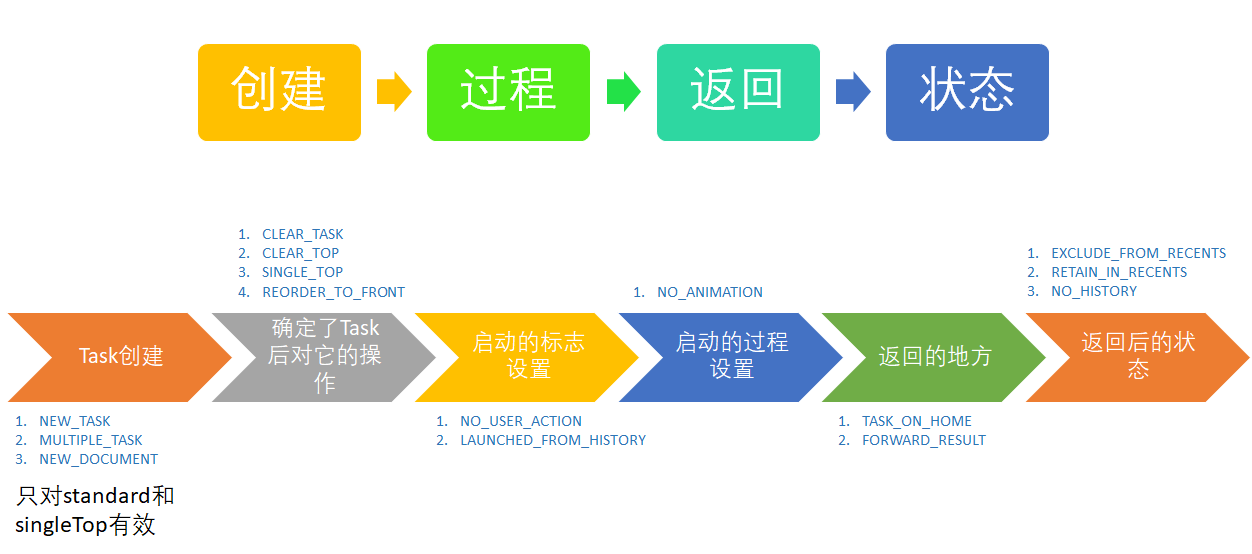 创建
过程
返回
状态
1. CLEAR_TASK
2. CLEAR_TOP
3. SINGLE_TOP
4. REORDER_TO_FRONT
1. NO_ANIMATION
1. EXCLUDE_FROM_RECENTS
2. RETAIN_IN_RECENTS
3. NO_HISTORY
Task创建
确定了Task
后对它的操
作
启动的标志
设置
启动的过程
设置
返回的地方
返回后的状
态
1. NEW_TASK
2. MULTIPLE_TASK
3. NEW_DOCUMENT
1. NO_USER_ACTION
2. LAUNCHED_FROM_HISTORY
1. TASK_ON_HOME
2. FORWARD_RESULT
只对standard和
singleTop有效